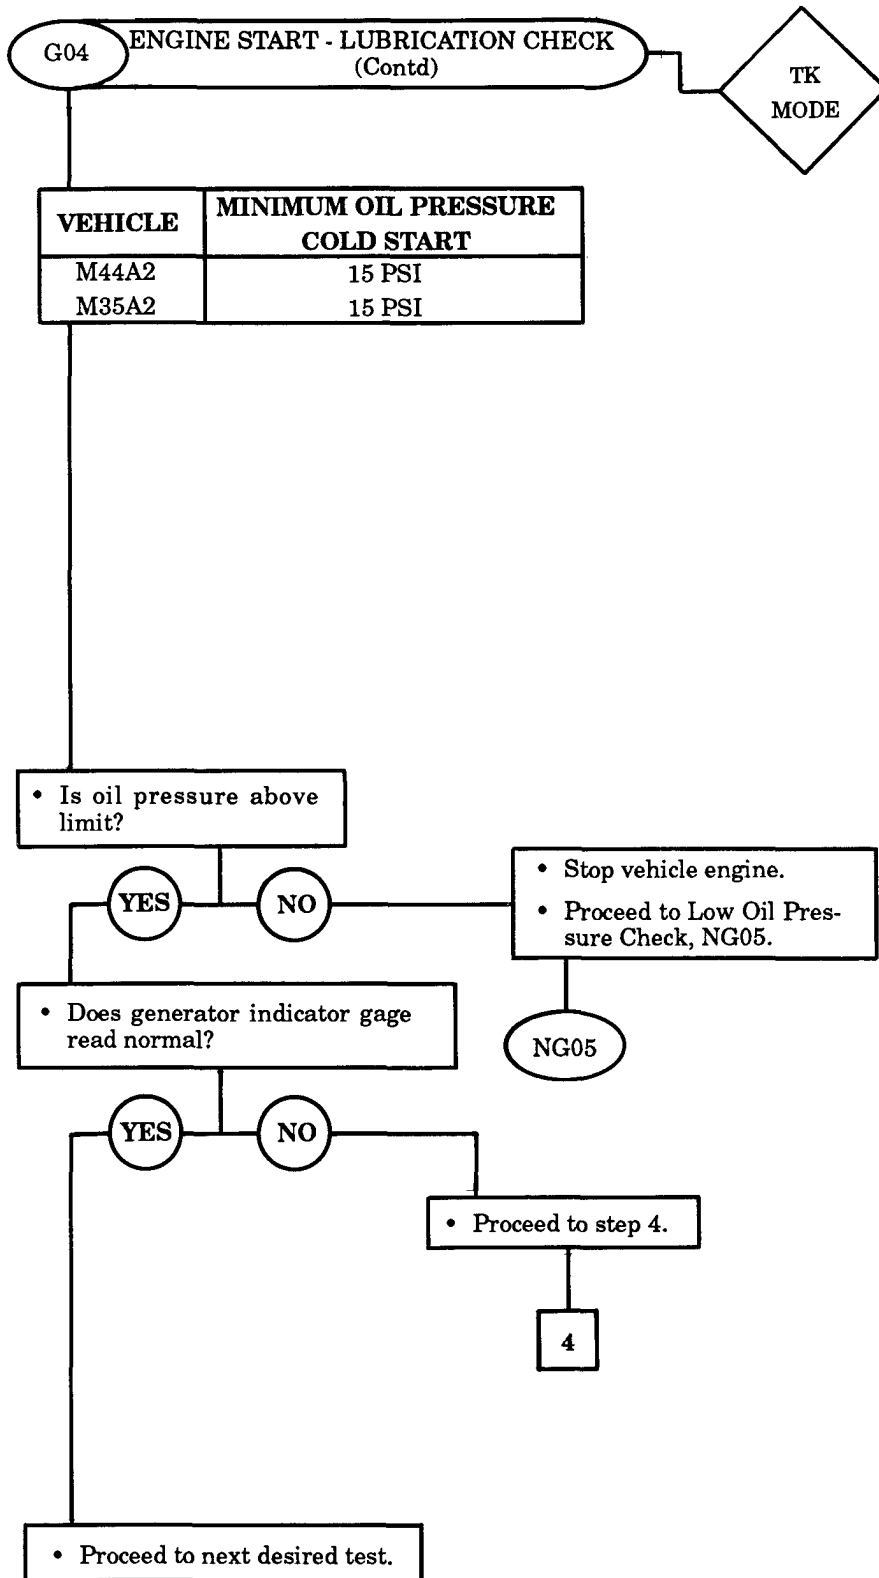 G04
ENGINE START - LUBRICATION CHECK
(Contd)
TK
MODE
VEHICLE
MINIMUM OIL PRESSURE
COLD START
M44A2 15 PSI
M35A2 15 PSI
• Is oil pressure above
limit?
YES NO
• Stop vehicle engine.
• Proceed to Low Oil Pres-
sure Check, NG05.
• Does generator indicator gage
read normal?
NG05
YES NO
• Proceed to step 4.
4
• Proceed to next desired test.